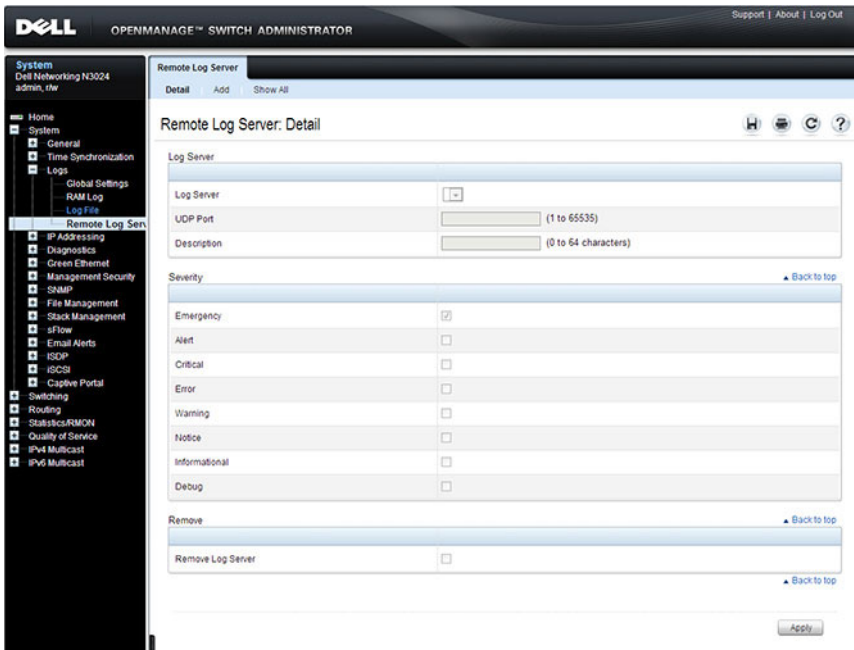 Support | About | Log Out
DELL OPENMANAGE™ SWITCH ADMINISTRATOR
System
Dell Networking N3024
admin, r/w
Home
System
General
Time Synchronization
Logs
Global Settings
RAM Log
Log File
Remote Log Serv
IP Addressing
Diagnostics
Green Ethernet
Management Security
SNMP
File Management
Stack Management
sFlow
Email Alerts
ISDP
iSCSI
Captive Portal
Switching
Routing
Statistics/RMON
Quality of Service
IPv4 Multicast
IPv6 Multicast
Remote Log Server
Detail Add Show All
Remote Log Server: Detail
Log Server
Log Server
UDP Port (1 to 65535)
Description (0 to 64 characters)
Severity ▲ Back to top
Emergency
Alert
Critical
Error
Warning
Notice
Informational
Debug
Remove ▲ Back to top
Remove Log Server
▲ Back to top
Apply